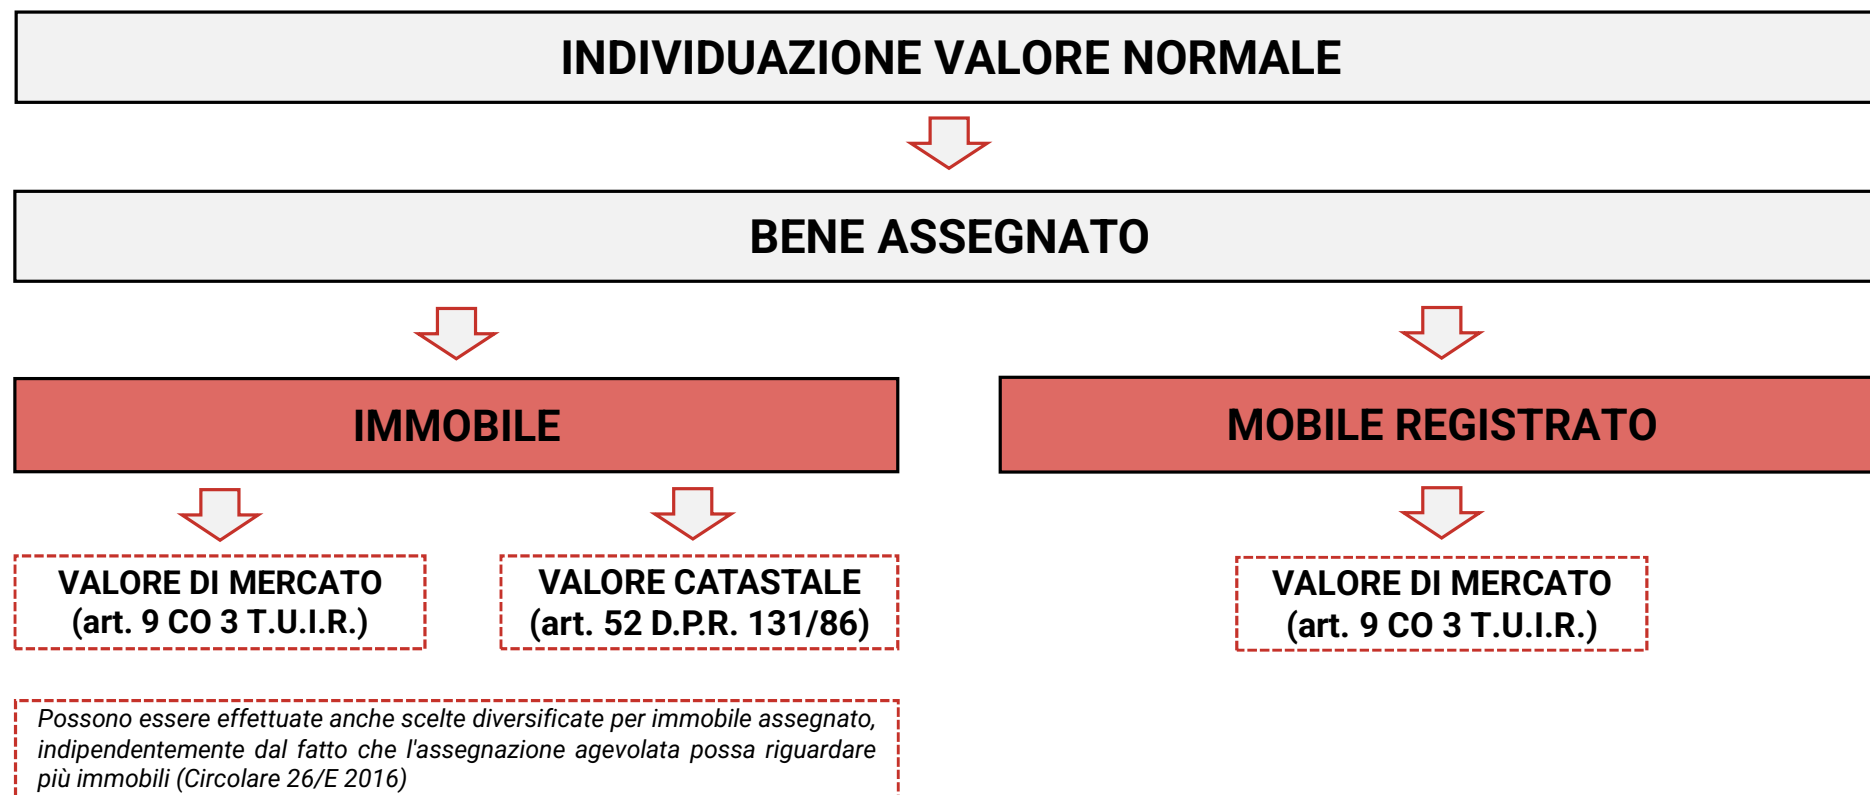 INDIVIDUAZIONE VALORE NORMALE
BENE ASSEGNATO
IMMOBILE
MOBILE REGISTRATO
VALORE DI MERCATO
(art. 9 CO 3 T.U.I.R.)
VALORE CATASTALE
(art. 52 D.P.R. 131/86)
VALORE DI MERCATO
(art. 9 CO 3 T.U.I.R.)
Possono essere effettuate anche scelte diversificate per immobile assegnato,
indipendentemente dal fatto che l'assegnazione agevolata possa riguardare
più immobili (Circolare 26/E 2016)